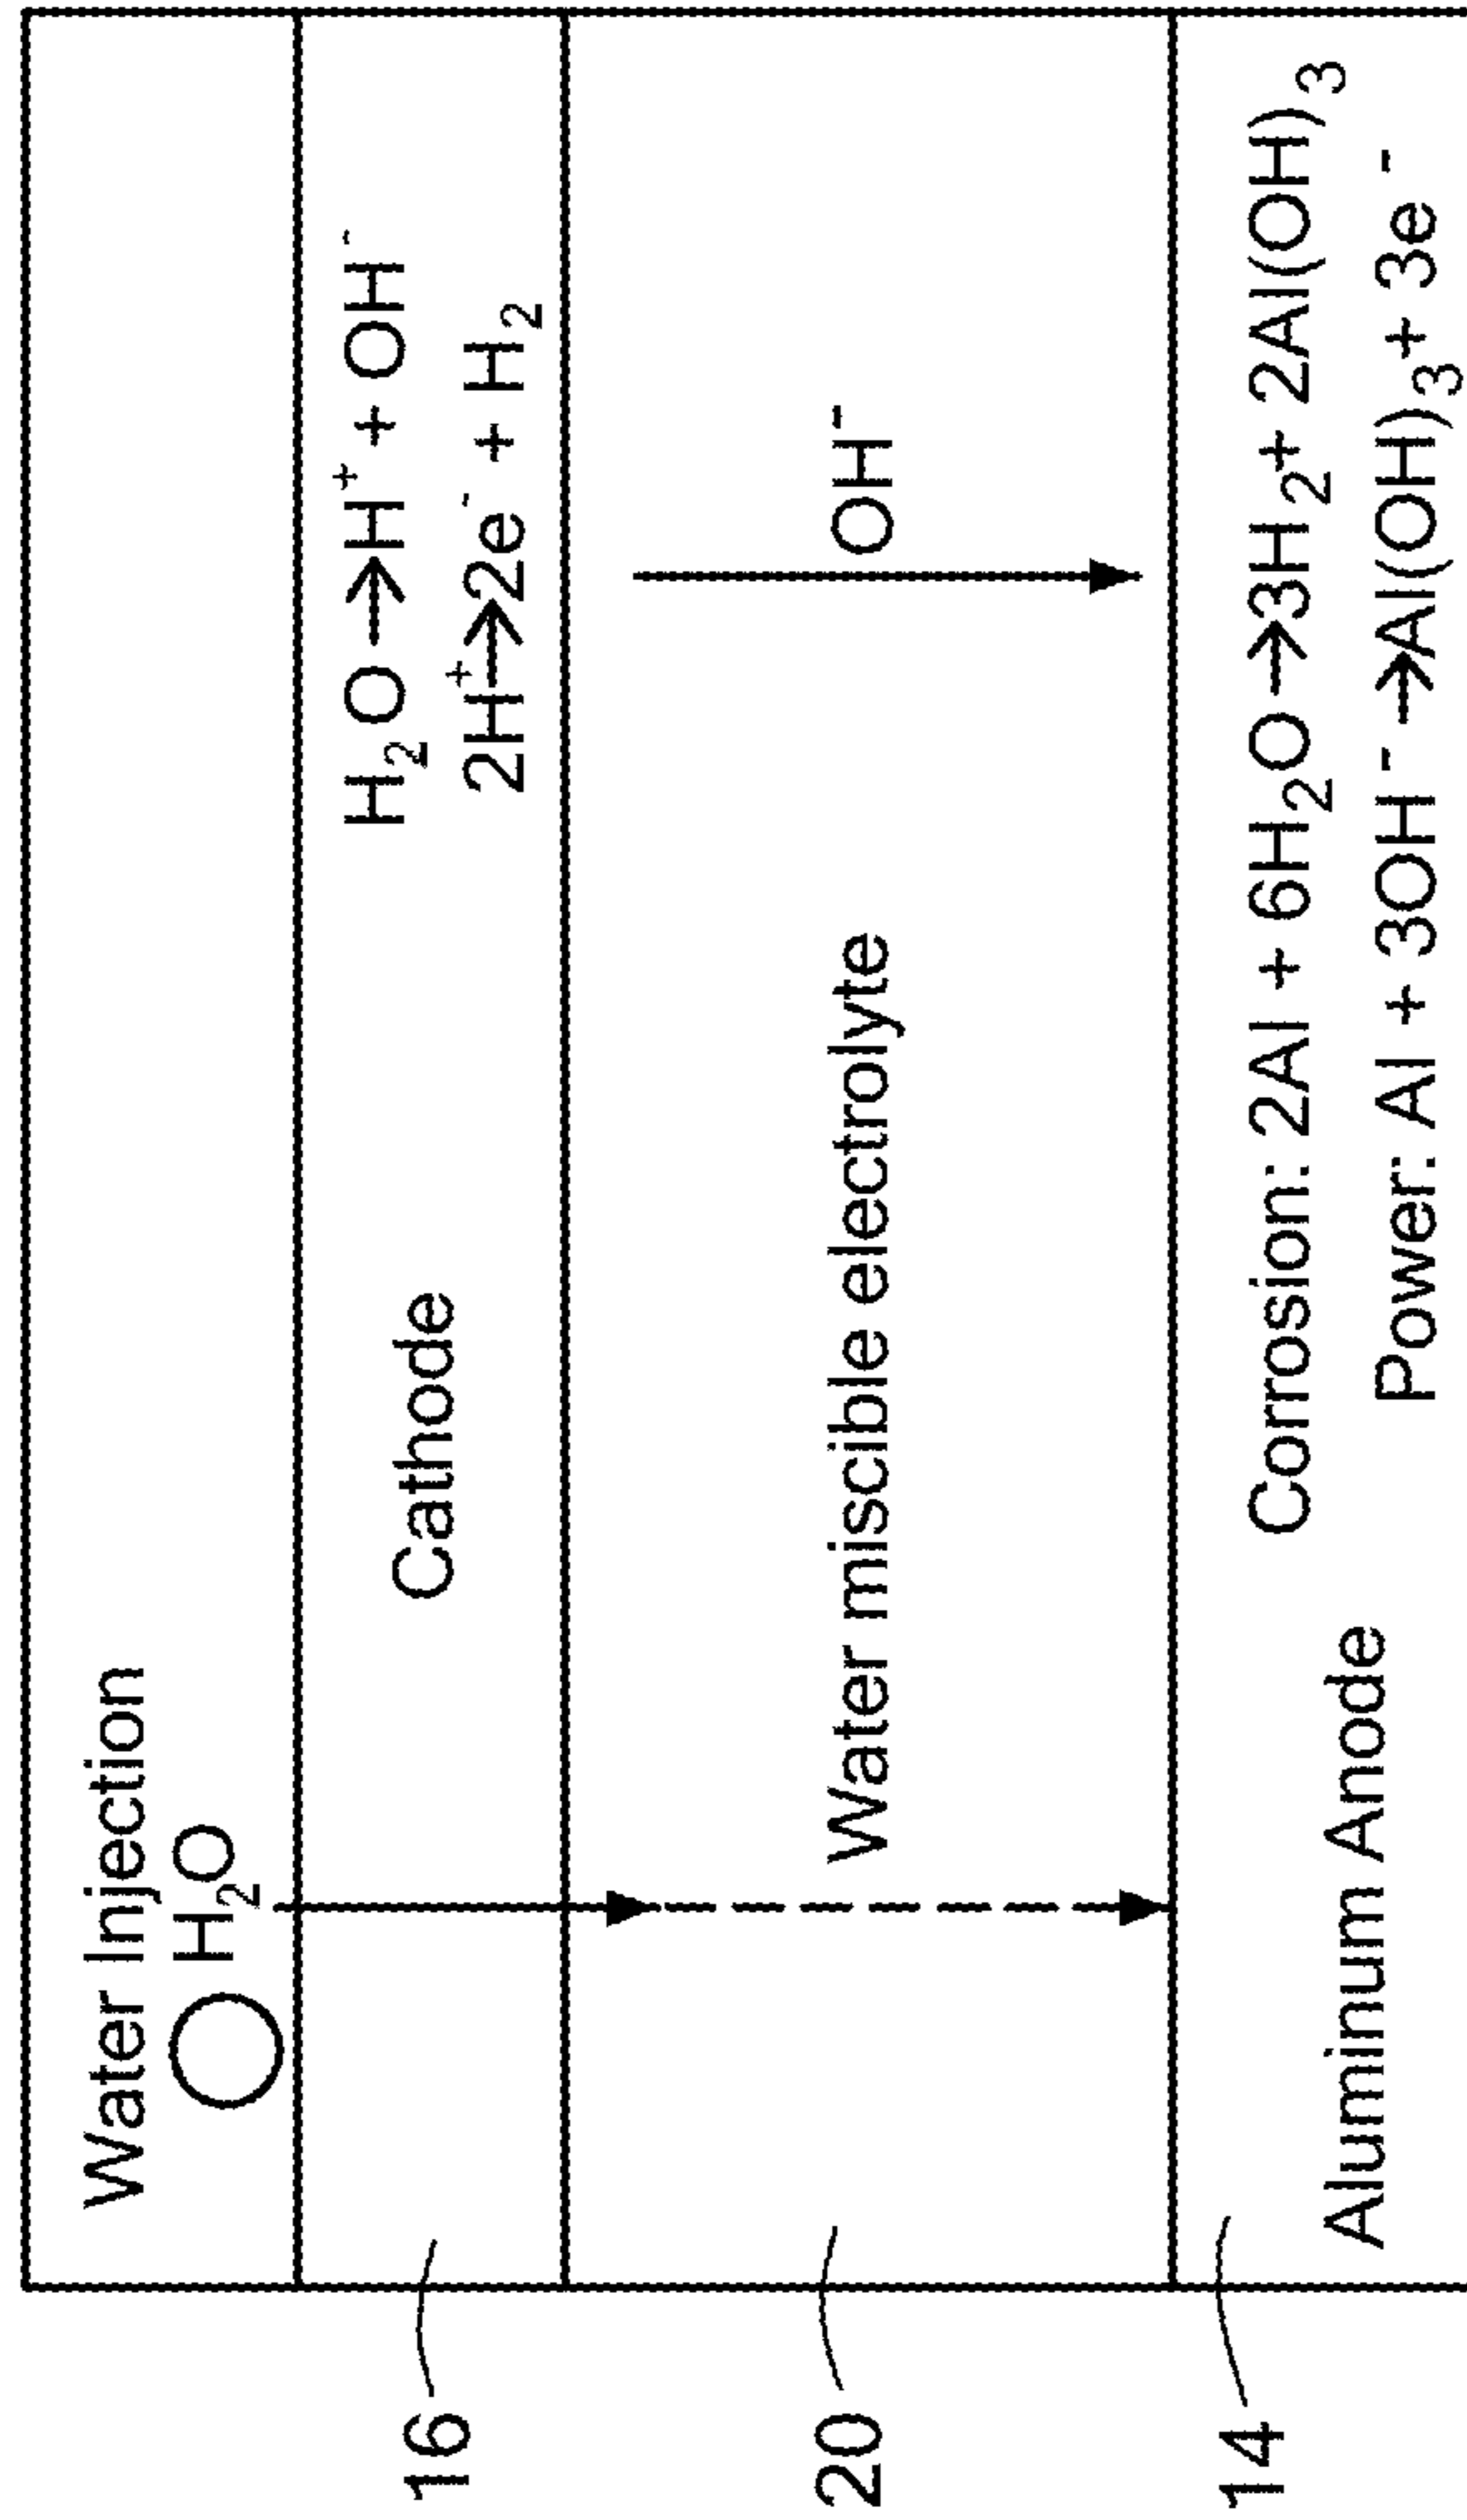 Water Injection
H₂O
16
Cathode
H₂O → H⁺ + OH⁻
2H⁺ → 2e⁻ + H₂
20
Water miscible electrolyte
OH⁻
14
Aluminum Anode
Corrosion: 2Al + 6H₂O → 3H₂ + 2Al(OH)₃
Power: Al + 3OH⁻ → Al(OH)₃ + 3e⁻